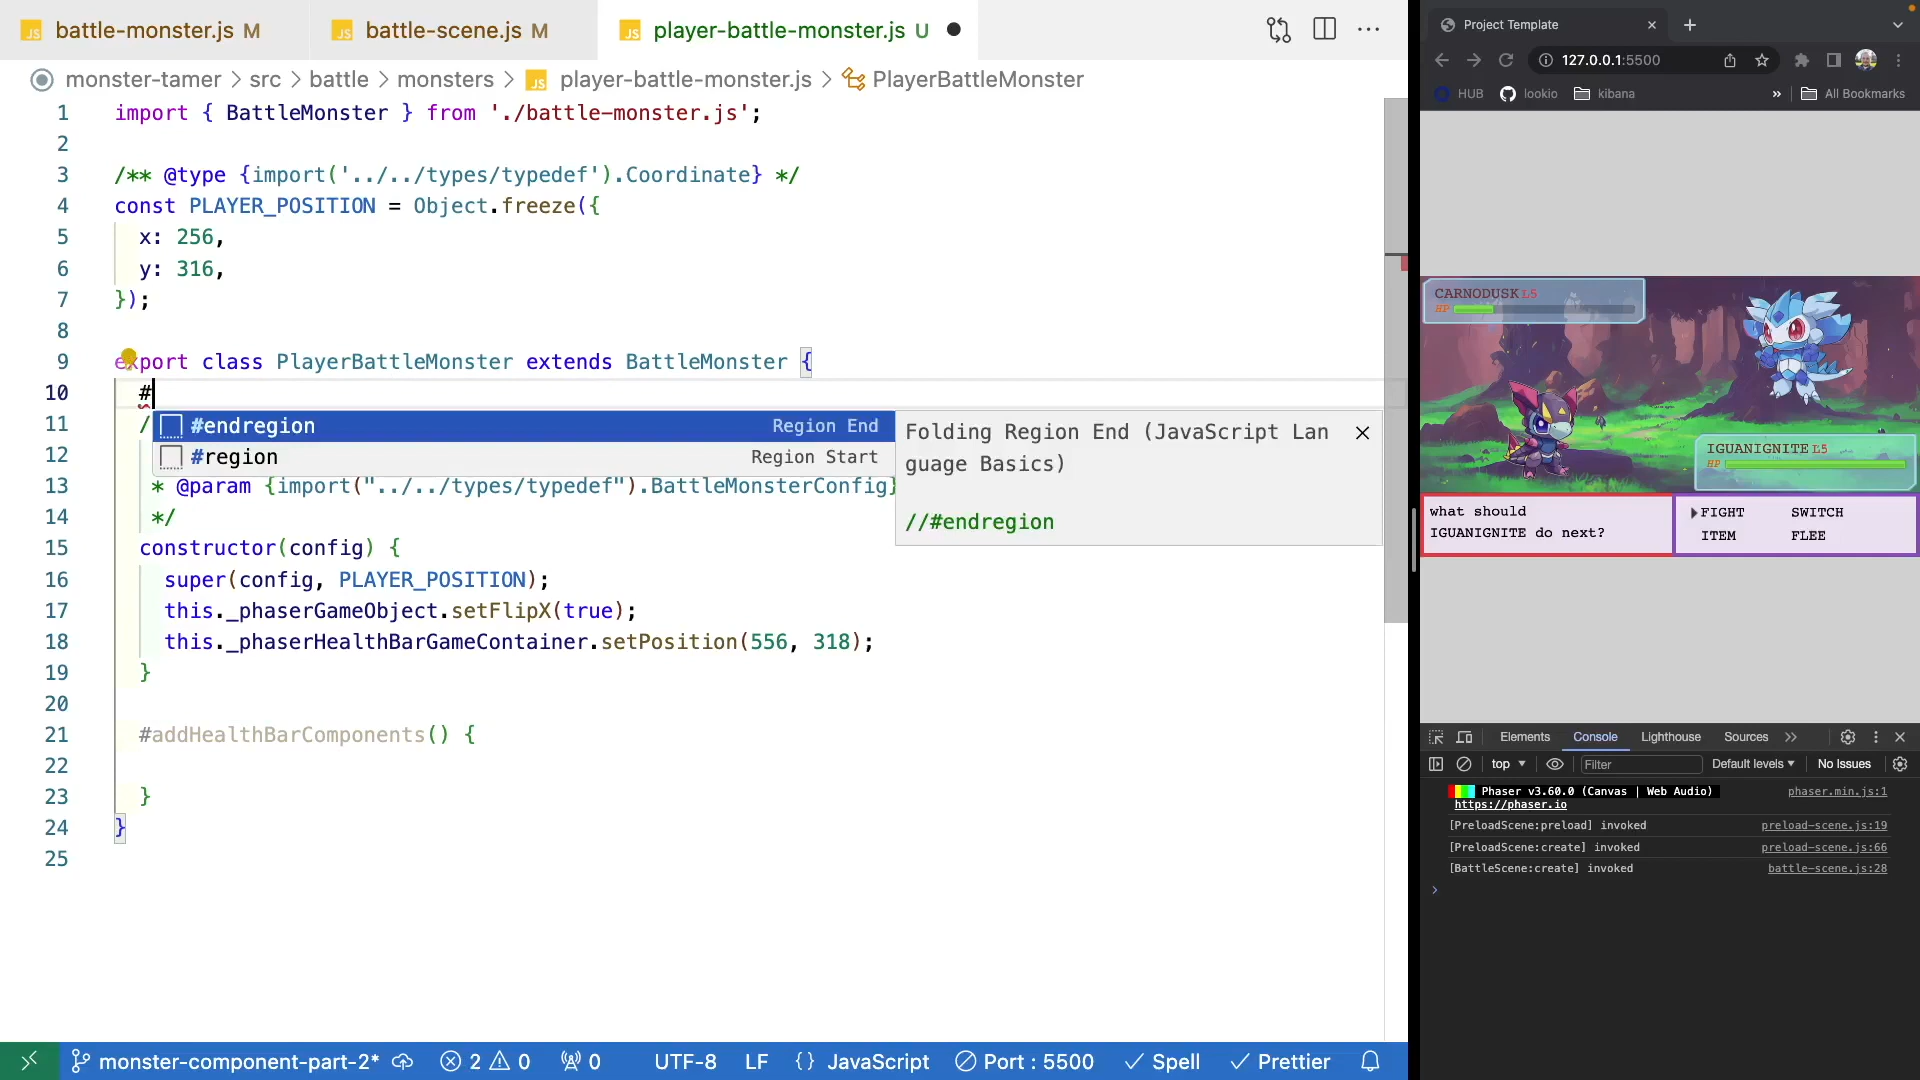 battle-monster.js M
battle-scene.js M
player-battle-monster.js U
monster-tamer > src > battle > monsters > player-battle-monster.js > PlayerBattleMonster
1 import { BattleMonster } from './battle-monster.js';
2
3 /** @type {import('../../types/typedef').Coordinate} */
4 const PLAYER_POSITION = Object.freeze({
5 x: 256,
6 y: 316,
7 });
8
9 export class PlayerBattleMonster extends BattleMonster {
10 #
11 /
#endregion Region End
12
#region Region Start
Folding Region End (JavaScript Lan
guage Basics)
//#endregion
13 * @param {import("../../types/typedef").BattleMonsterConfig}
14 */
15 constructor(config) {
16 super(config, PLAYER_POSITION);
17 this._phaserGameObject.setFlipX(true);
18 this._phaserHealthBarGameContainer.setPosition(556, 318);
19 }
20
21 #addHealthBarComponents() {
22
23 }
24 }
25
monster-component-part-2* 2 0 0 UTF-8 LF {} JavaScript Port : 5500 Spell Prettier
Project Template
127.0.0.1:5500
HUB lookio kibana » All Bookmarks
CARNODUSK L5
HP
IGUANIGNITE L5
HP
what should
IGUANIGNITE do next?
FIGHT SWITCH
ITEM FLEE
Elements Console Lighthouse Sources
top Filter Default levels No Issues
Phaser v3.60.0 (Canvas | Web Audio) phaser.min.js:1
https://phaser.io
[PreloadScene:preload] invoked preload-scene.js:19
[PreloadScene:create] invoked preload-scene.js:66
[BattleScene:create] invoked battle-scene.js:28